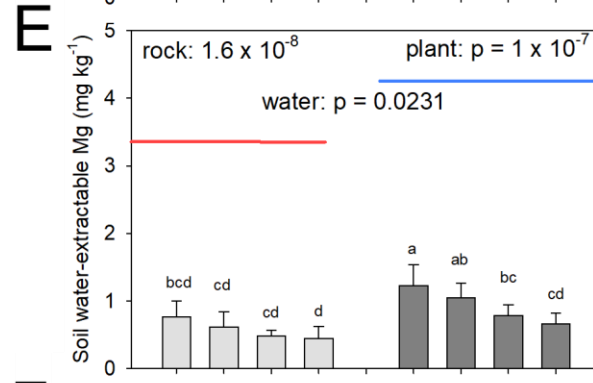 E
Soil water-extractable Mg (mg kg⁻¹)
5
4
3
2
1
0
rock: 1.6 x 10⁻⁸
plant: p = 1 x 10⁻⁷
water: p = 0.0231
bcd
cd
cd
d
a
ab
bc
cd